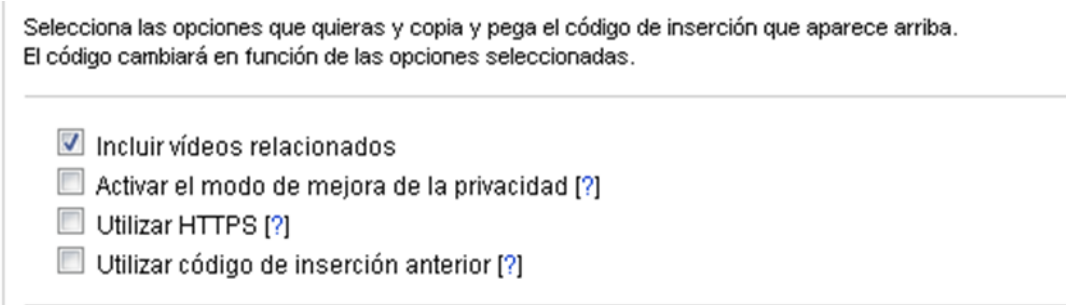 Selecciona las opciones que quieras y copia y pega el código de inserción que aparece arriba.
El código cambiará en función de las opciones seleccionadas.
Incluir vídeos relacionados
Activar el modo de mejora de la privacidad [?]
Utilizar HTTPS [?]
Utilizar código de inserción anterior [?]